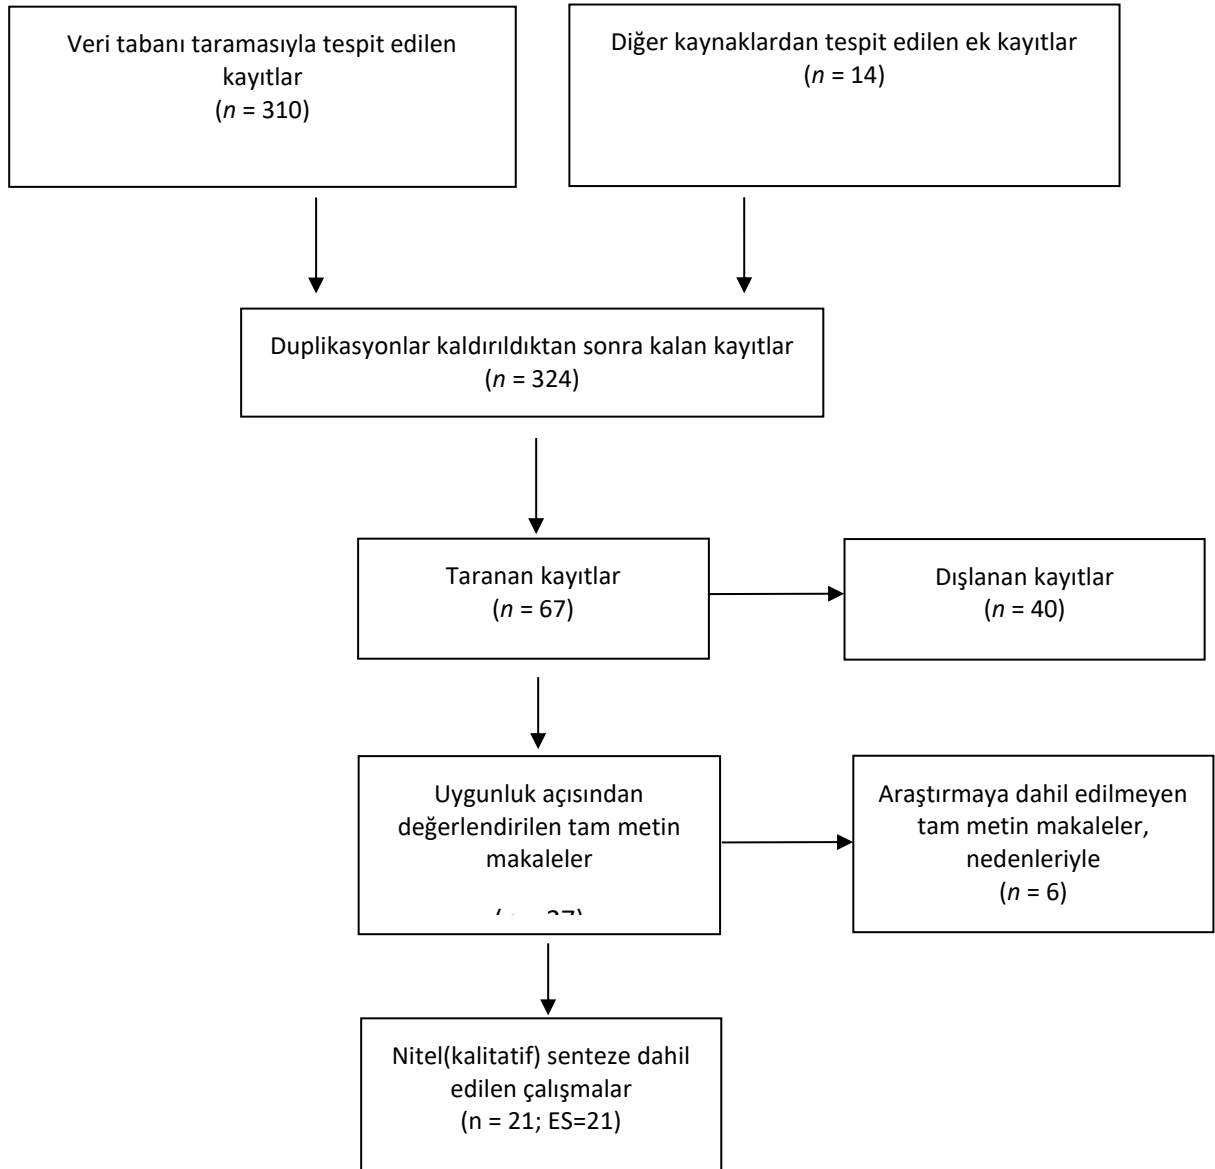 Veri tabanı taramasıyla tespit edilen
kayıtlar
(n = 310)
Diğer kaynaklardan tespit edilen ek kayıtlar
(n = 14)
Duplikasyonlar kaldırıldıktan sonra kalan kayıtlar
(n = 324)
Taranan kayıtlar
(n = 67)
Dışlanan kayıtlar
(n = 40)
Uygunluk açısından
değerlendirilen tam metin
makaleler
Araştırmaya dahil edilmeyen
tam metin makaleler,
nedenleriyle
(n = 6)
Nitel(kalitatif) senteze dahil
edilen çalışmalar
(n = 21; ES=21)